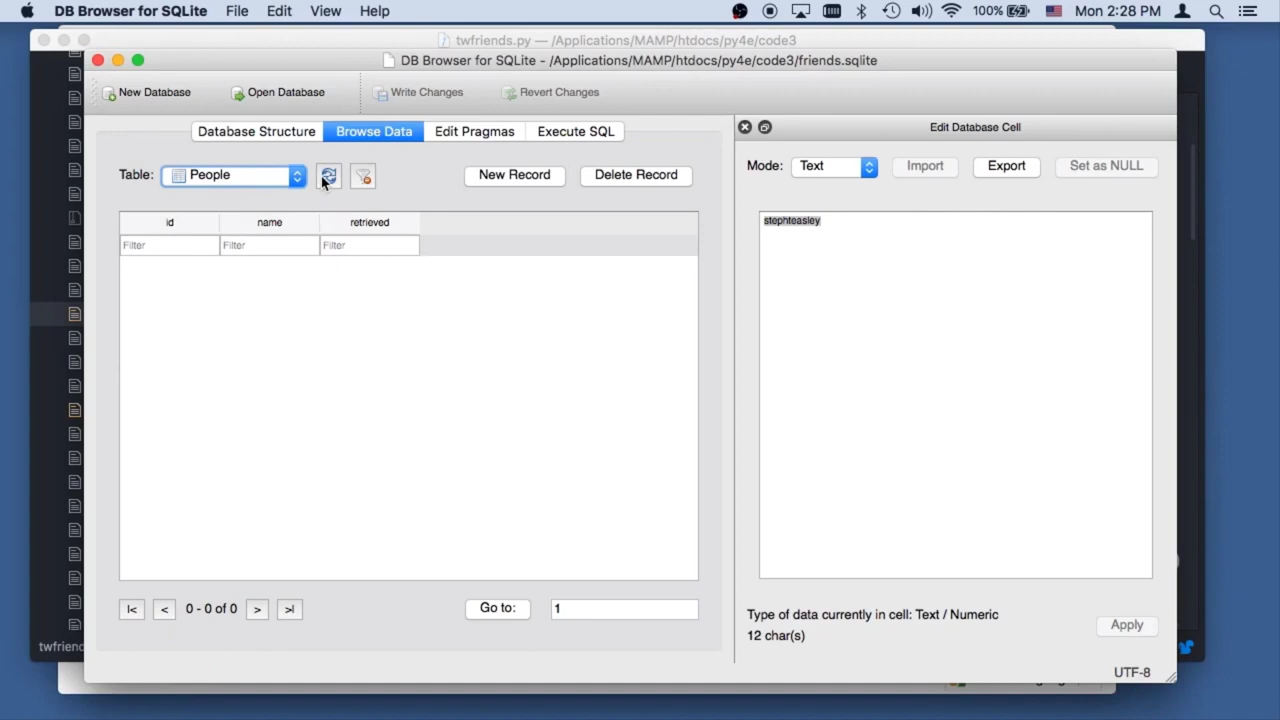 DB Browser for SQLite File Edit View Help 100% Mon 2:28 PM
twfriends.py — /Applications/MAMP/htdocs/py4e/code3
DB Browser for SQLite - /Applications/MAMP/htdocs/py4e/code3/friends.sqlite
New Database Open Database Write Changes Revert Changes
Database Structure Browse Data Edit Pragmas Execute SQL
Edit Database Cell
Table: People New Record Delete Record
Mode: Text Import Export Set as NULL
id name retrieved
Filter Filter Filter
stephteasley
|< < 0 - 0 of 0 > >| Go to: 1
Type of data currently in cell: Text / Numeric
12 char(s)
Apply
twfriend
UTF-8